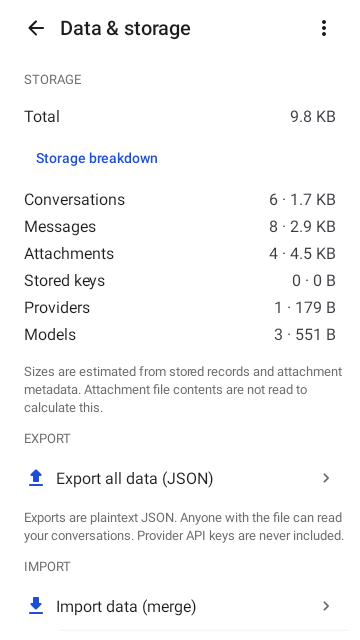 Data & storage
STORAGE
Total 9.8 KB
Storage breakdown
Conversations 6 · 1.7 KB
Messages 8 · 2.9 KB
Attachments 4 · 4.5 KB
Stored keys 0 · 0 B
Providers 1 · 179 B
Models 3 · 551 B
Sizes are estimated from stored records and attachment
metadata. Attachment file contents are not read to
calculate this.
EXPORT
Export all data (JSON)
Exports are plaintext JSON. Anyone with the file can read
your conversations. Provider API keys are never included.
IMPORT
Import data (merge)